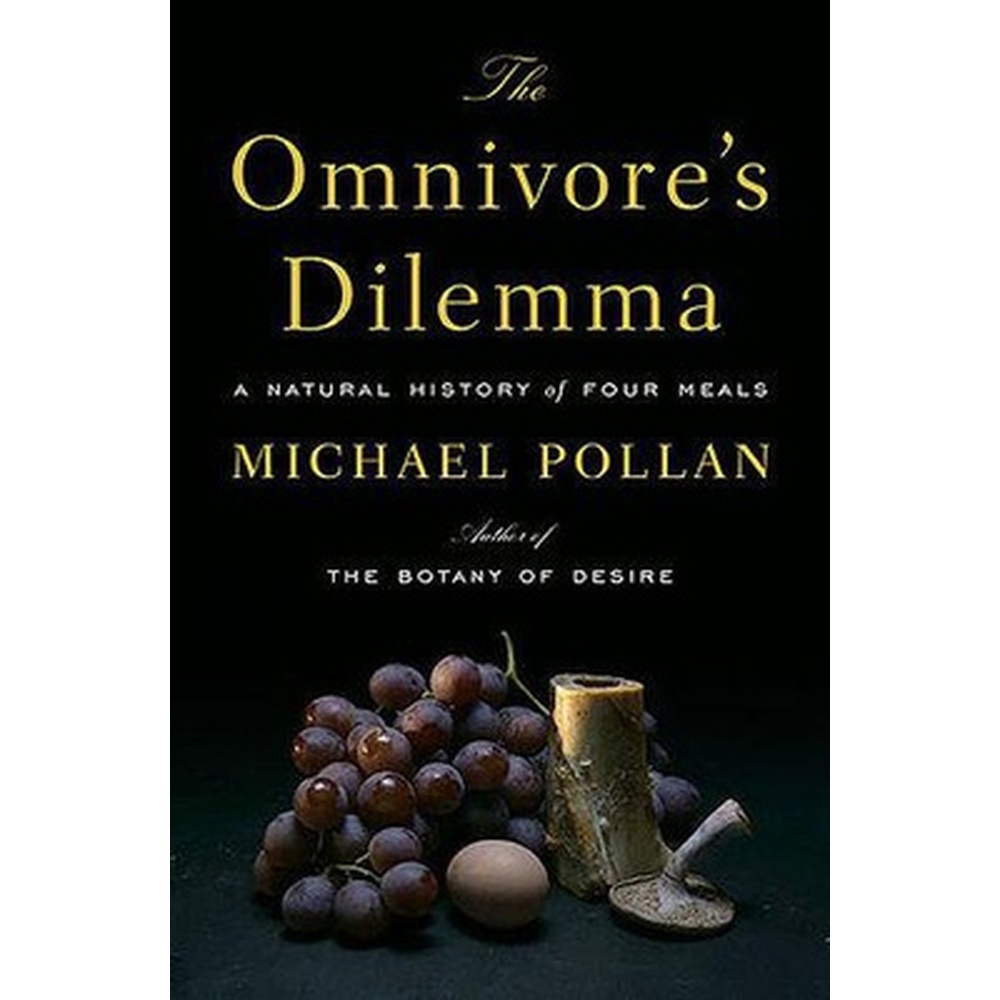 The
Omnivore's
Dilemma
A NATURAL HISTORY of FOUR MEALS
MICHAEL POLLAN
Author of
THE BOTANY OF DESIRE